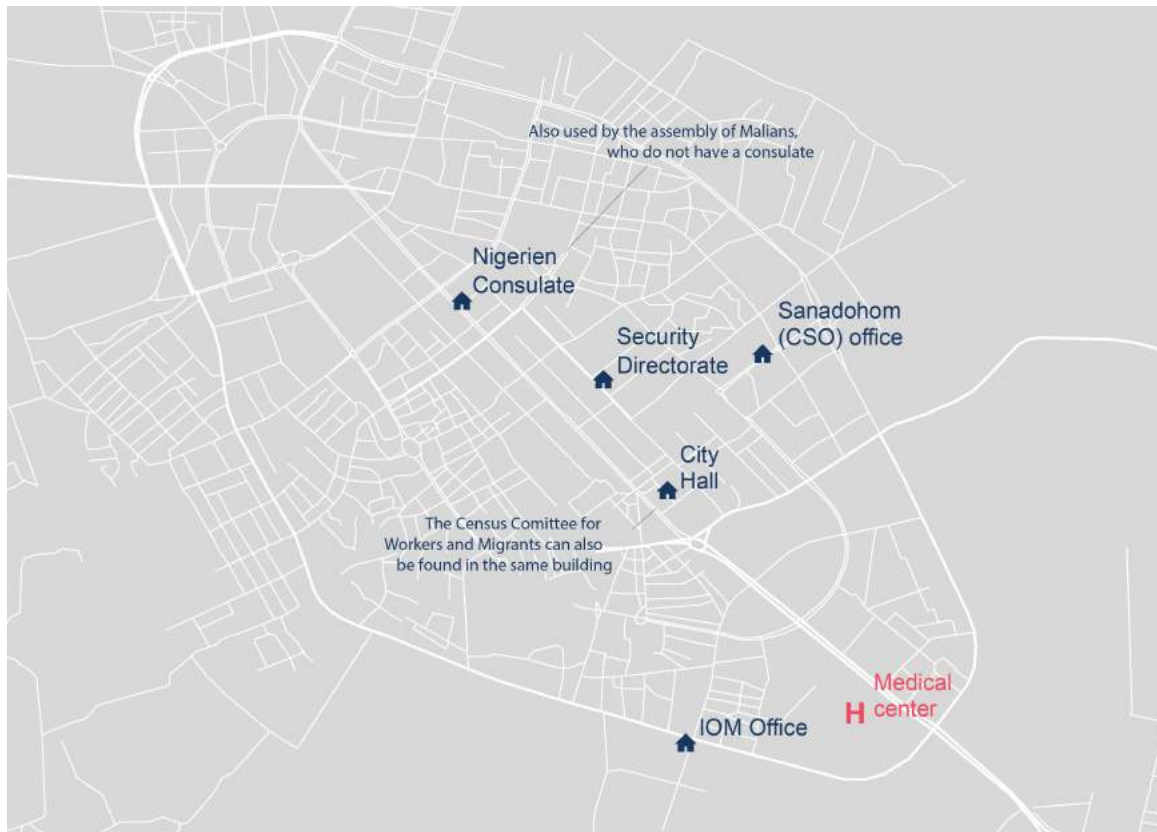 Also used by the assembly of Malians,
who do not have a consulate
Nigerien
Consulate
Sanadohom
(CSO) office
Security
Directorate
City
Hall
The Census Comittee for
Workers and Migrants can also
be found in the same building
Medical
center
H
IOM Office